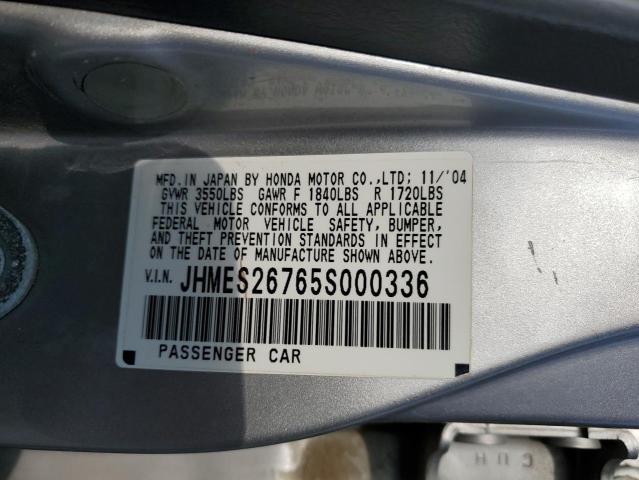 MFD.IN JAPAN BY HONDA MOTOR CO.,LTD; 11/'04
GVWR 3550LBS GAWR F 1840LBS R 1720LBS
THIS VEHICLE CONFORMS TO ALL APPLICABLE
FEDERAL MOTOR VEHICLE SAFETY, BUMPER,
AND THEFT PREVENTION STANDARDS IN EFFECT
ON THE DATE OF MANUFACTURE SHOWN ABOVE.
V.I.N. JHMES26765S000336
PASSENGER CAR